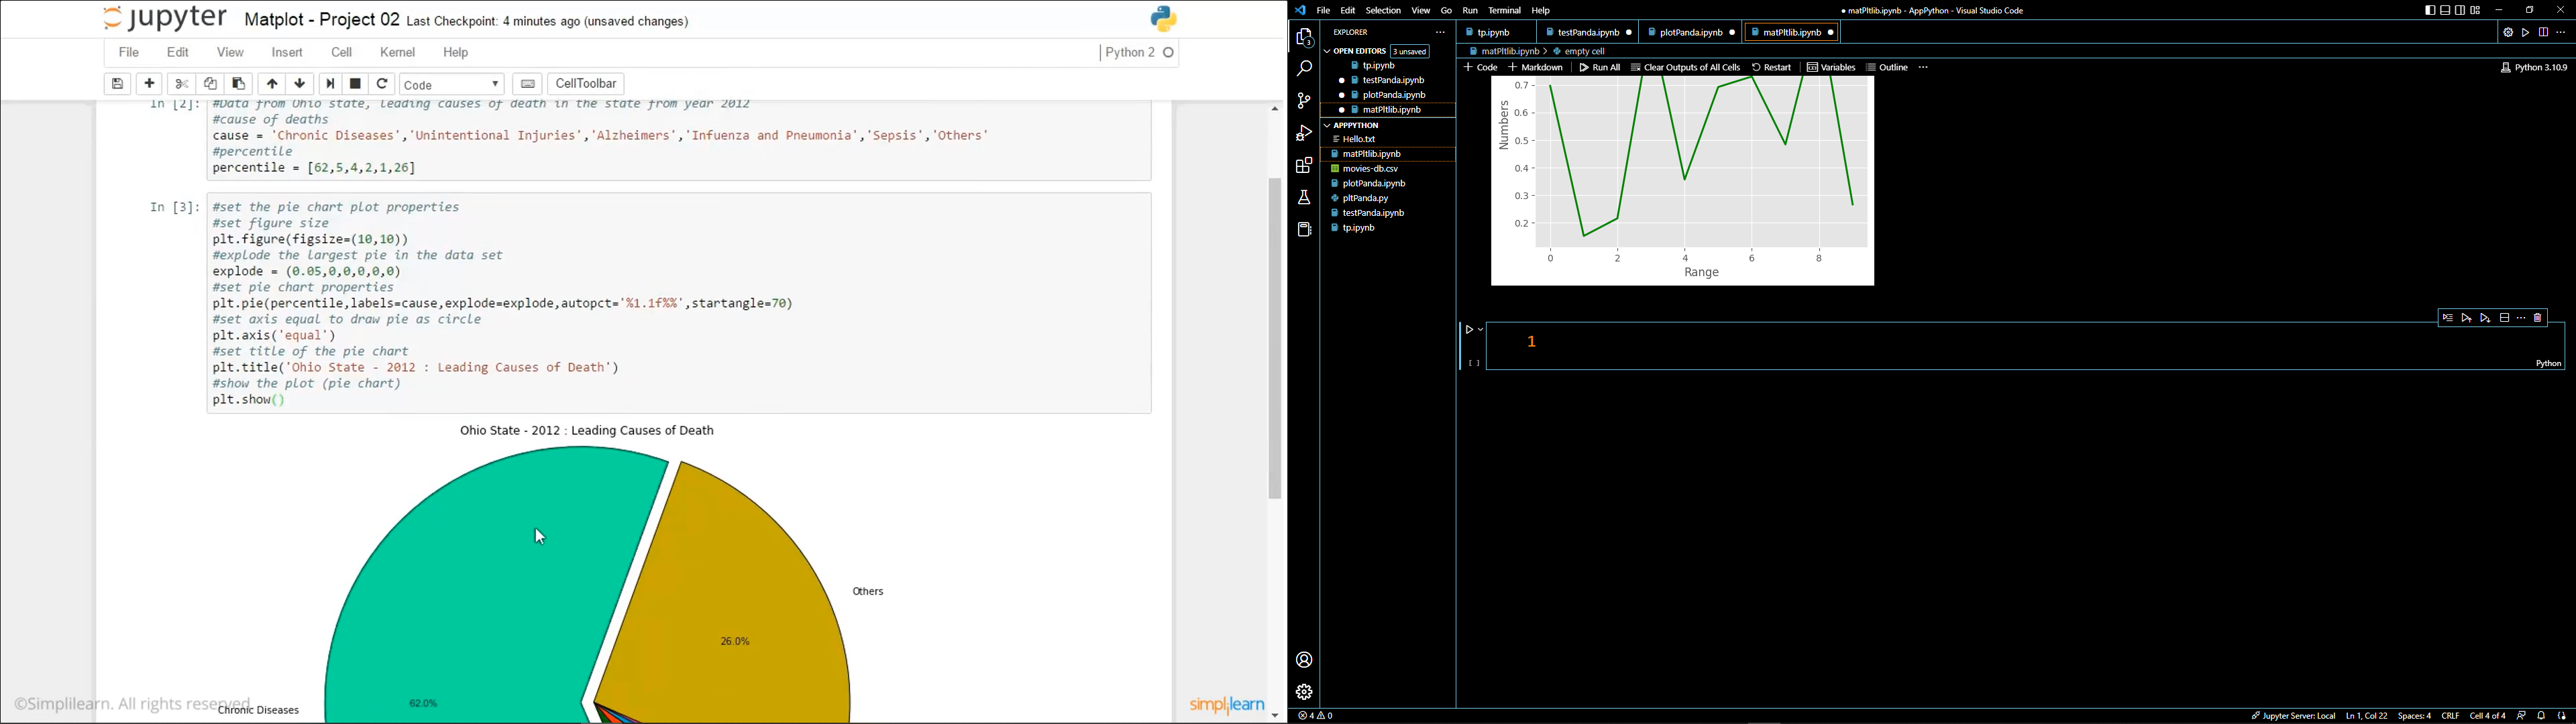 jupyter Matplot - Project 02 Last Checkpoint: 4 minutes ago (unsaved changes)
File Edit View Insert Cell Kernel Help Python 2
Code CellToolbar
In [2]: #Data from Ohio state, leading causes of death in the state from year 2012
#cause of deaths
cause = 'Chronic Diseases','Unintentional Injuries','Alzheimers','Infuenza and Pneumonia','Sepsis','Others'
#percentile
percentile = [62,5,4,2,1,26]
In [3]: #set the pie chart plot properties
#set figure size
plt.figure(figsize=(10,10))
#explode the largest pie in the data set
explode = (0.05,0,0,0,0,0)
#set pie chart properties
plt.pie(percentile,labels=cause,explode=explode,autopct='%1.1f%%',startangle=70)
#set axis equal to draw pie as circle
plt.axis('equal')
#set title of the pie chart
plt.title('Ohio State - 2012 : Leading Causes of Death')
#show the plot (pie chart)
plt.show()
Ohio State - 2012 : Leading Causes of Death
Others
26.0%
62.0%
Chronic Diseases
©Simplilearn. All rights reserved.
simplilearn
File Edit Selection View Go Run Terminal Help
● matPltlib.ipynb - AppPython - Visual Studio Code
EXPLORER
OPEN EDITORS 3 unsaved
tp.ipynb
testPanda.ipynb
plotPanda.ipynb
matPltlib.ipynb
APPPYTHON
Hello.txt
matPltlib.ipynb
movies-db.csv
plotPanda.ipynb
pltPanda.py
testPanda.ipynb
tp.ipynb
3
tp.ipynb testPanda.ipynb plotPanda.ipynb matPltlib.ipynb
matPltlib.ipynb > empty cell
+ Code + Markdown Run All Clear Outputs of All Cells Restart Variables Outline ... Python 3.10.9
0.7
0.6
0.5
0.4
0.3
0.2
Numbers
0 2 4 6 8
Range
1
[ ]
Python
4 0
Jupyter Server: Local Ln 1, Col 22 Spaces: 4 CRLF Cell 4 of 4